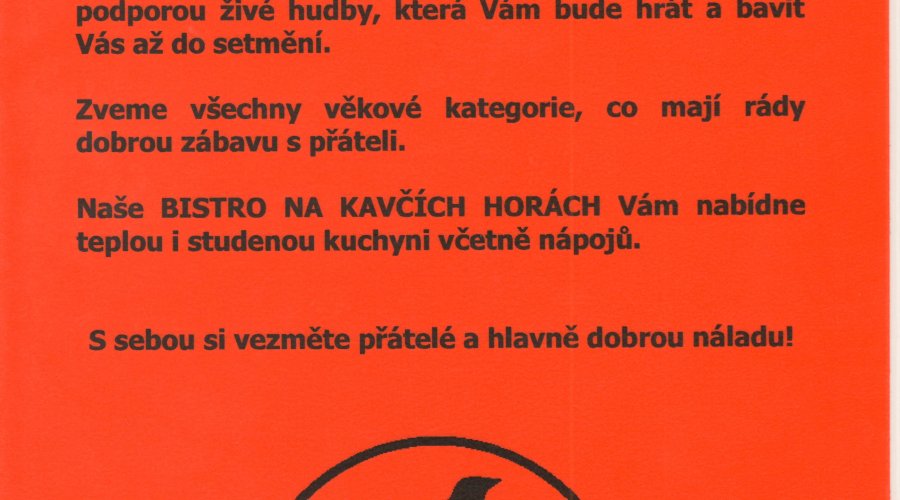 podporou živé hudby, která Vám bude hrát a bavit
Vás až do setmění.
Zveme všechny věkové kategorie, co mají rády
dobrou zábavu s přáteli.
Naše BISTRO NA KAVČÍCH HORÁCH Vám nabídne
teplou i studenou kuchyni včetně nápojů.
S sebou si vezměte přátelé a hlavně dobrou náladu!